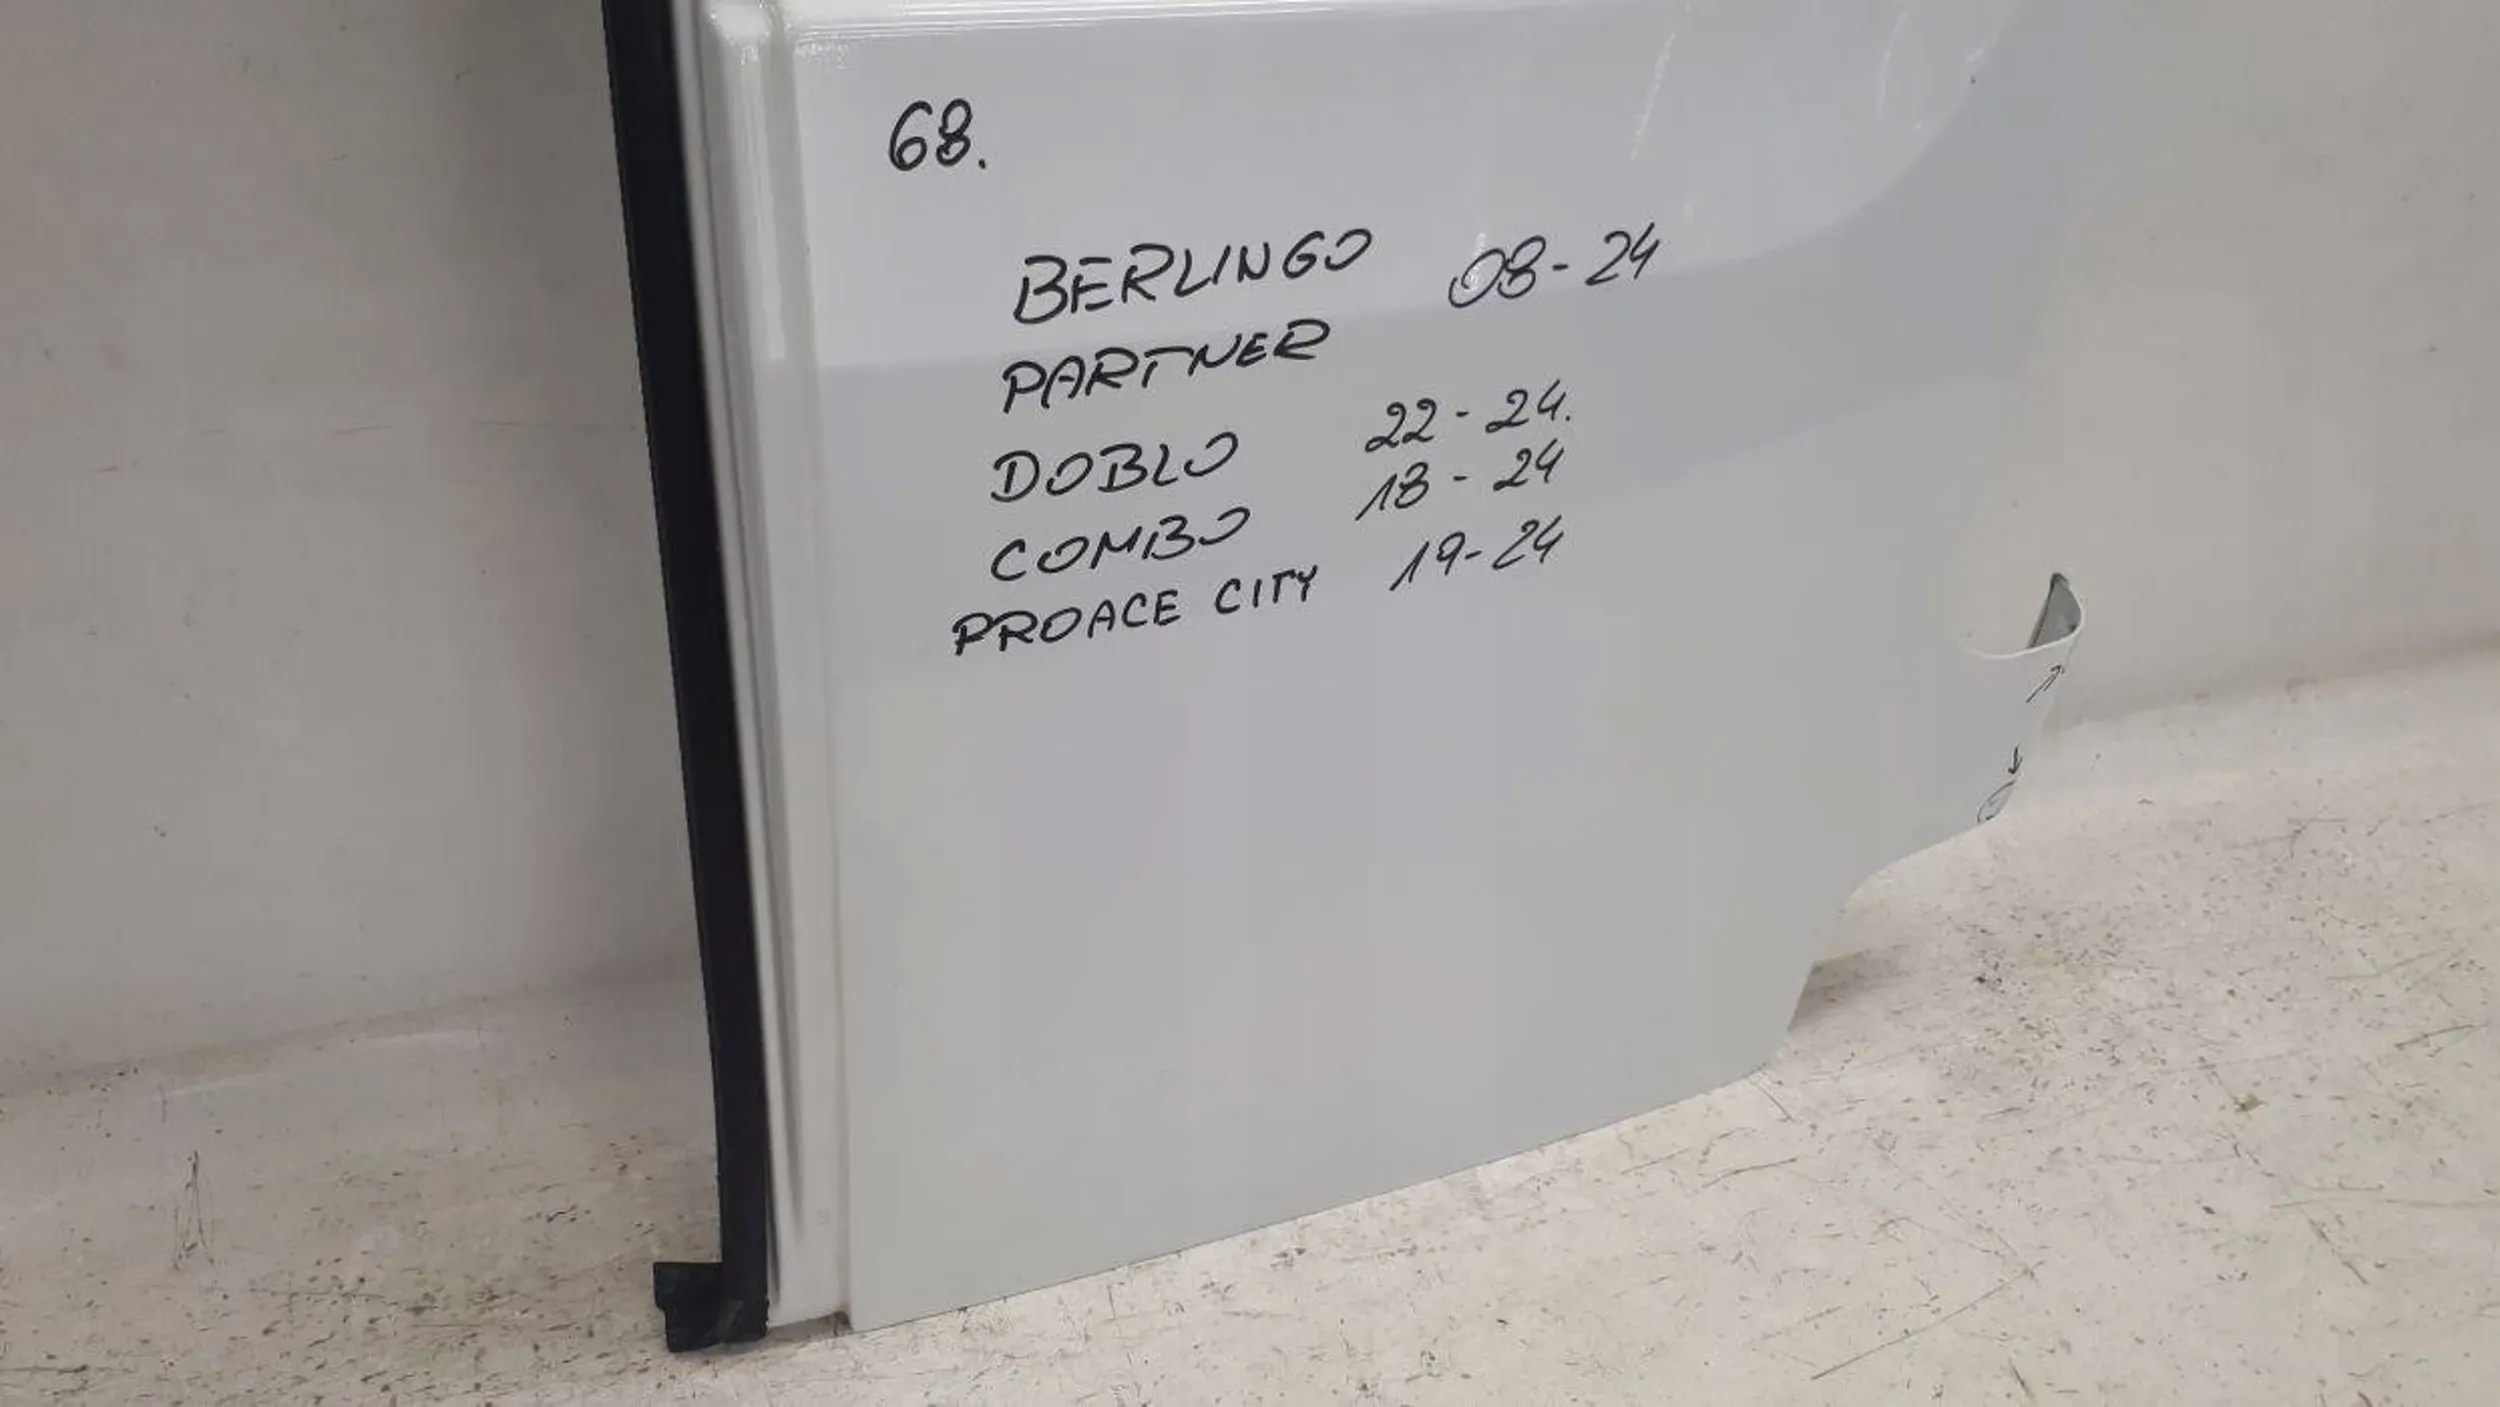 68.
BERLINGO 08-24
PARTNER
DOBLO 22-24.
COMBO 18-24
PROACE CITY 19-24